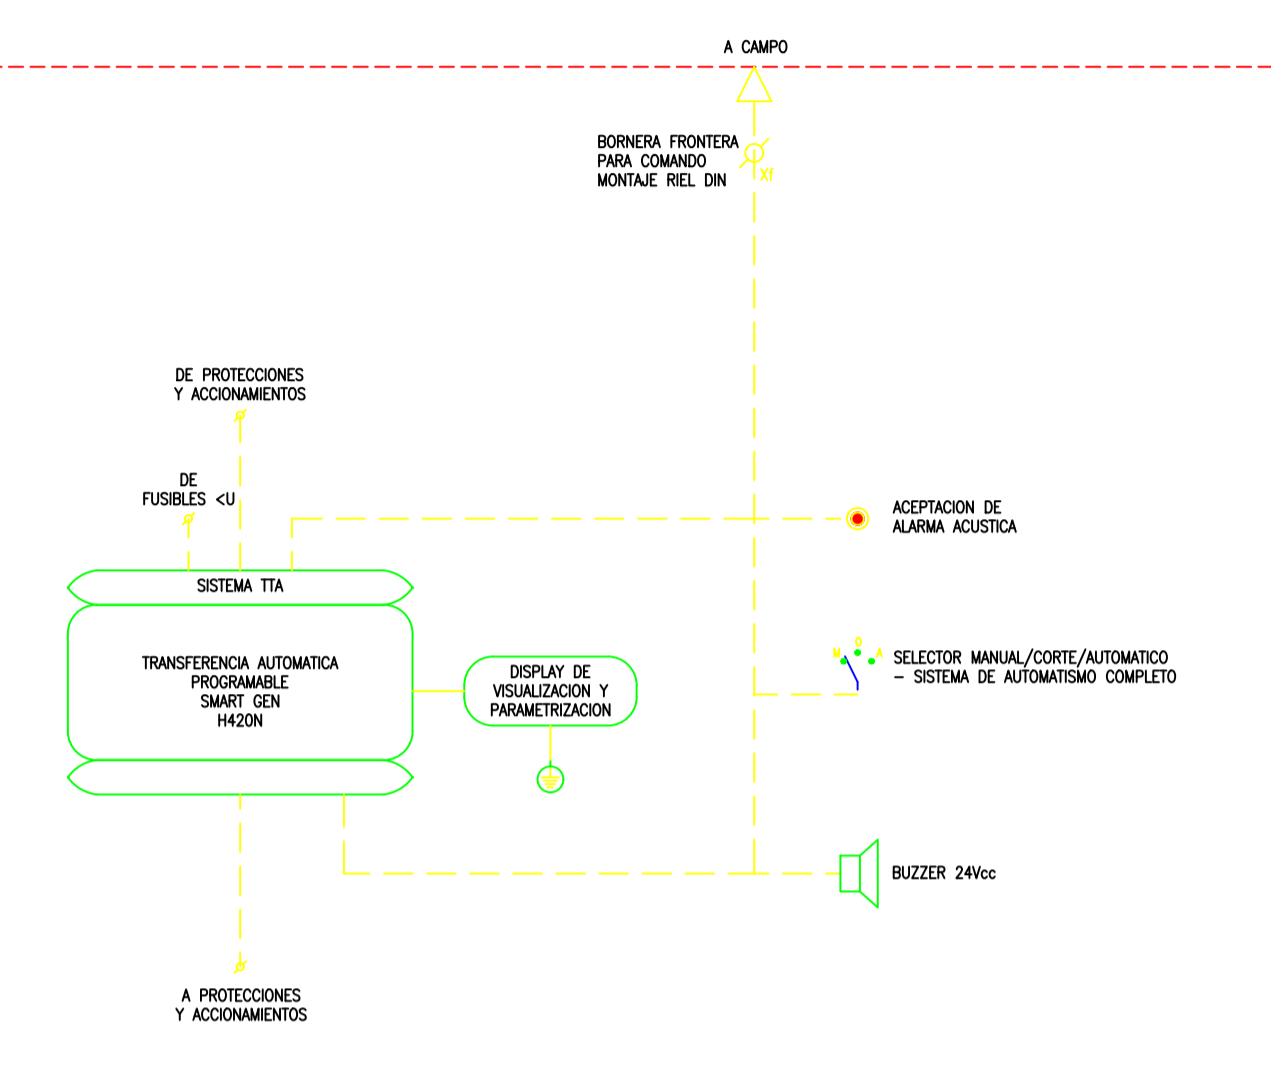 A CAMPO
BORNERA FRONTERA
PARA COMANDO
MONTAJE RIEL DIN
Xf
DE PROTECCIONES
Y ACCIONAMIENTOS
DE
FUSIBLES <U
ACEPTACION DE
ALARMA ACUSTICA
SISTEMA TTA
TRANSFERENCIA AUTOMATICA
PROGRAMABLE
SMART GEN
H420N
DISPLAY DE
VISUALIZACION Y
PARAMETRIZACION
M 0 A
SELECTOR MANUAL/CORTE/AUTOMATICO
- SISTEMA DE AUTOMATISMO COMPLETO
BUZZER 24Vcc
A PROTECCIONES
Y ACCIONAMIENTOS